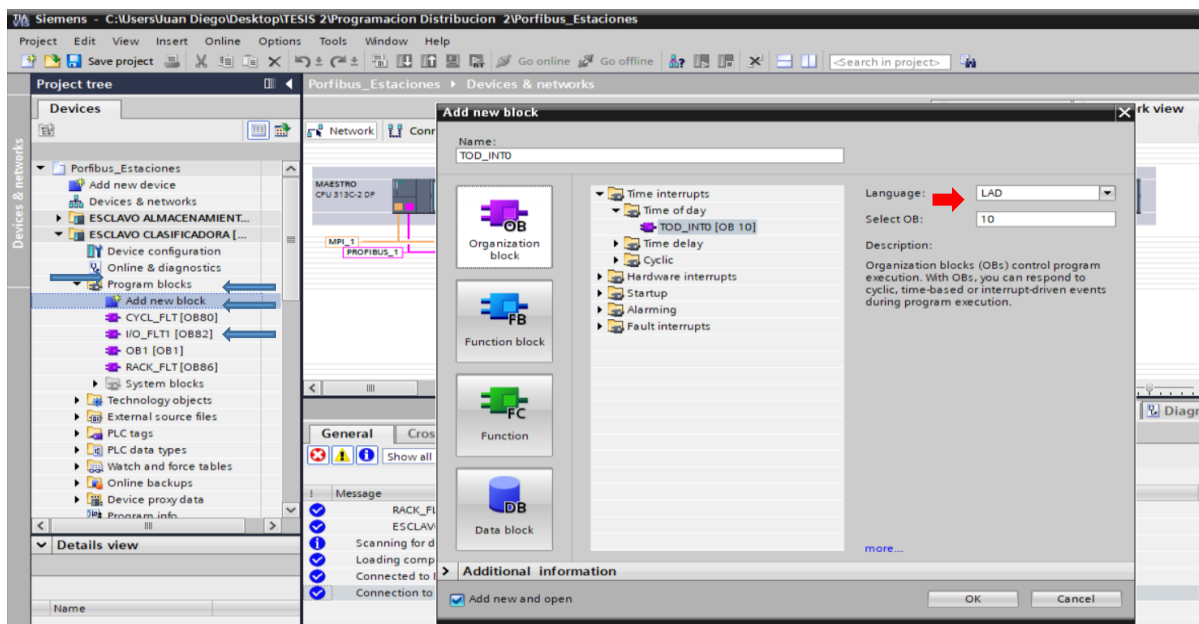 Siemens - C:\Users\Juan Diego\Desktop\TESIS 2\Programacion Distribucion 2\Porfibus_Estaciones
Project Edit View Insert Online Options Tools Window Help
Save project Go online Go offline <Search in project>
Project tree
Porfibus_Estaciones Devices & networks
Devices
Devices & networks
rk view
Network Conr
Porfibus_Estaciones
Add new device
Devices & networks
ESCLAVO ALMACENAMIENT...
ESCLAVO CLASIFICADORA [...
Device configuration
Online & diagnostics
Program blocks
Add new block
CYCL_FLT [OB80]
I/O_FLT1 [OB82]
OB1 [OB1]
RACK_FLT [OB86]
System blocks
Technology objects
External source files
PLC tags
PLC data types
Watch and force tables
Online backups
Device proxy data
Program info
Details view
Name
MAESTRO
CPU 313C-2 DP
MPI_1
PROFIBUS_1
General Cros
Show all
! Message
RACK_FL
ESCLAV
Scanning for d
Loading comp
Connected to
Connection to
Diagr
Add new block
Name:
TOD_INT0
OB
Organization
block
FB
Function block
FC
Function
DB
Data block
Time interrupts
Time of day
TOD_INT0 [OB 10]
Time delay
Cyclic
Hardware interrupts
Startup
Alarming
Fault interrupts
Language: LAD
Select OB: 10
Description:
Organization blocks (OBs) control program
execution. With OBs, you can respond to
cyclic, time-based or interrupt-driven events
during program execution.
more...
Additional information
Add new and open
OK Cancel